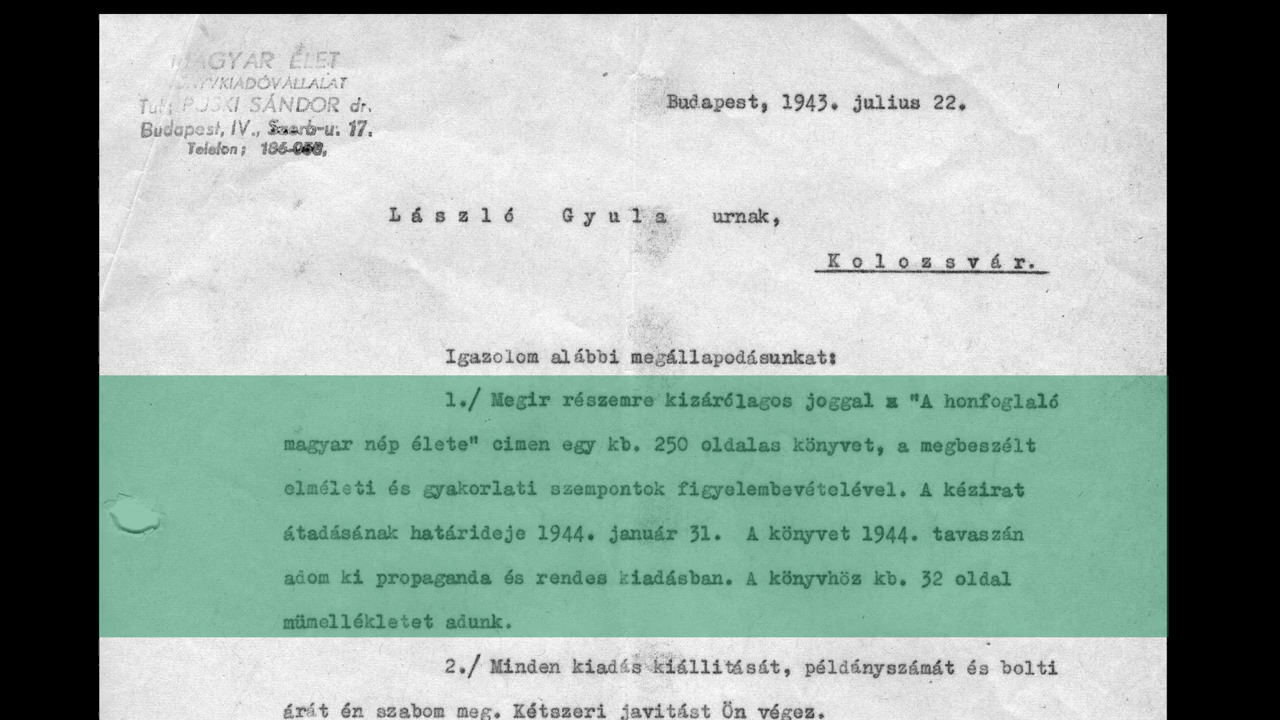 MAGYAR ÉLET
KÖNYVKIADÓVÁLLALAT
Tul: PÜSKI SÁNDOR dr.
Budapest, IV., Szerb-u. 17.
Telefon;
Budapest, 1943. julius 22.
László Gyula urnak,
Kolozsvár.
Igazolom alábbi megállapodásunkat:
1./ Megir részemre kizárólagos joggal "A honfoglaló
magyar nép élete" cimen egy kb. 250 oldalas könyvet, a megbeszélt
elméleti és gyakorlati szempontok figyelembevételével. A kézirat
átadásának határideje 1944. január 31. A könyvet 1944. tavaszán
adom ki propaganda és rendes kiadásban. A könyvhöz kb. 32 oldal
mümellékletet adunk.
2./ Minden kiadás kiállitását, példányszámát és bolti
árát én szabom meg. Kétszeri javitást Ön végez.